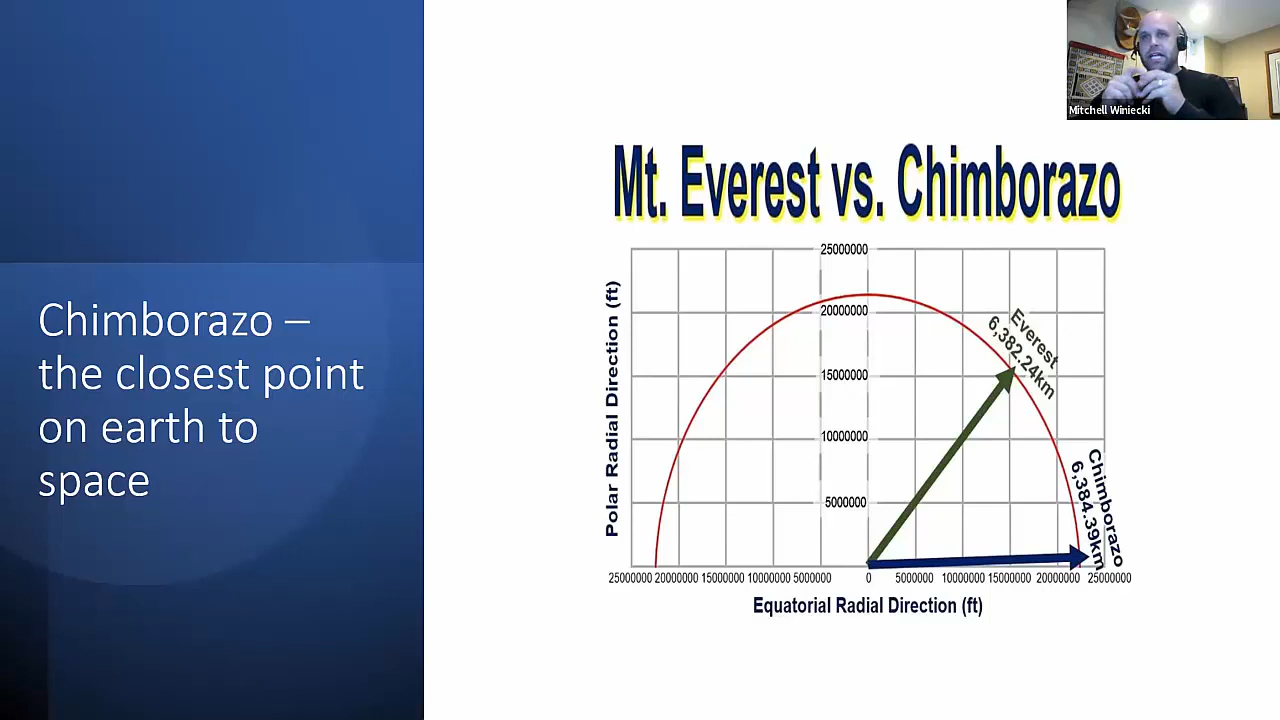 Mitchell Winiecki
Chimborazo –
the closest point
on earth to
space
Mt. Everest vs. Chimborazo
Polar Radial Direction (ft)
25000000
20000000
15000000
10000000
5000000
Everest
6,382.24km
Chimborazo
6,384.39km
25000000 20000000 15000000 10000000 5000000 0 5000000 10000000 15000000 20000000 25000000
Equatorial Radial Direction (ft)